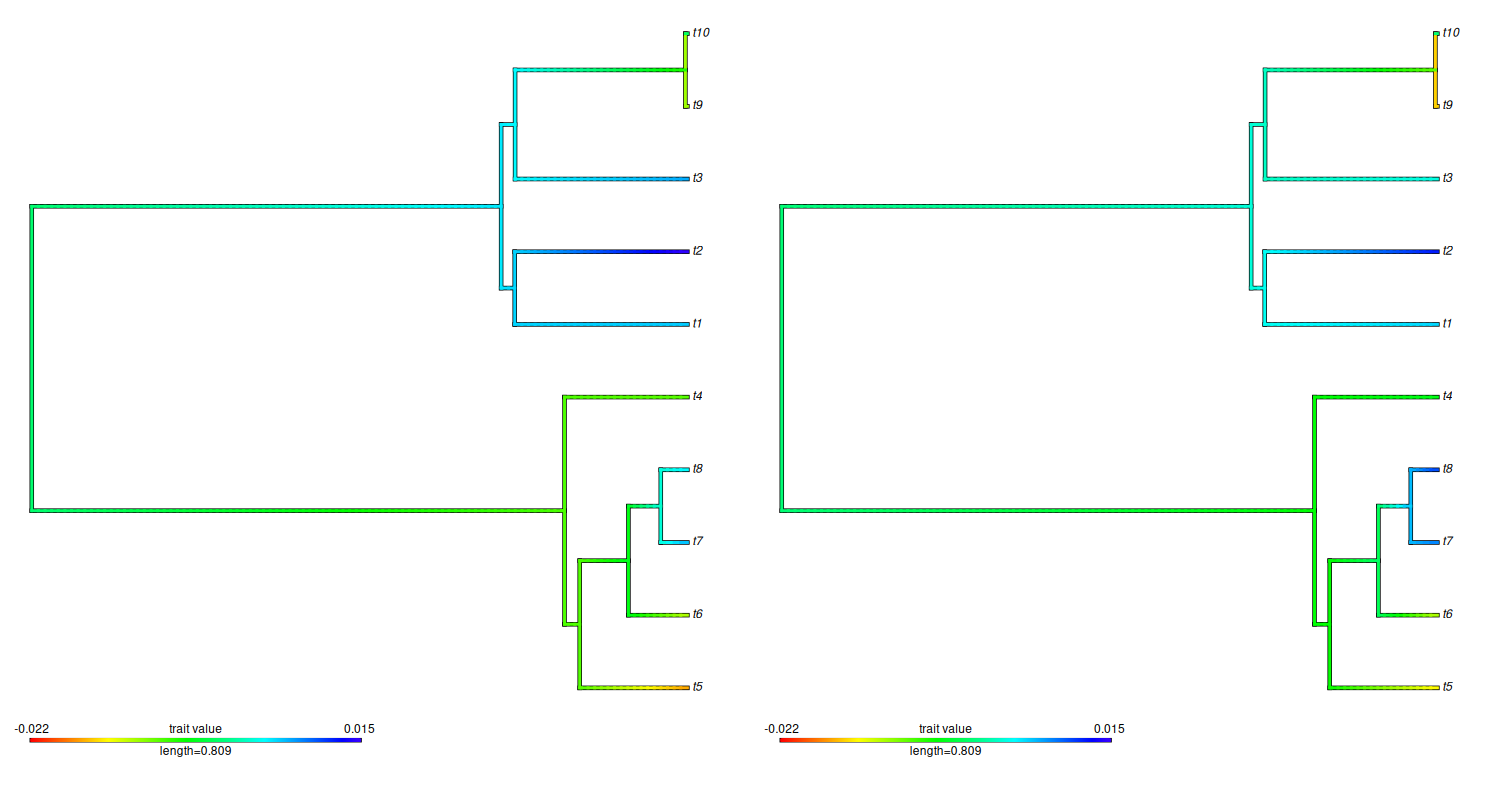 t10
t9
t3
t2
t1
t4
t8
t7
t6
t5
-0.022 trait value 0.015
length=0.809
t10
t9
t3
t2
t1
t4
t8
t7
t6
t5
-0.022 trait value 0.015
length=0.809